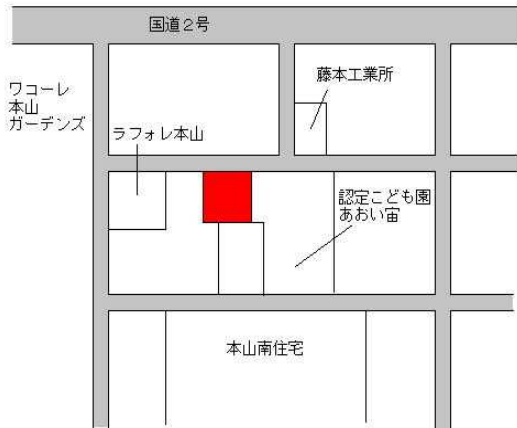 国道２号
藤本工業所
ワコーレ
本山
ガーデンズ
ラフォレ本山
認定こども園
あおい宙
本山南住宅